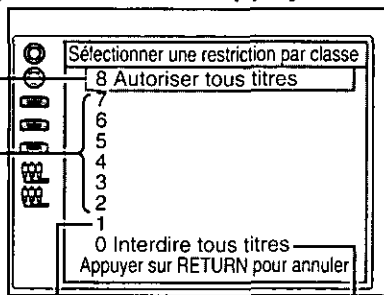 Sélectionner une restriction par classe
8 Autoriser tous titres
7
6
5
4
3
2
1
0 Interdire tous titres
Appuyer sur RETURN pour annuler